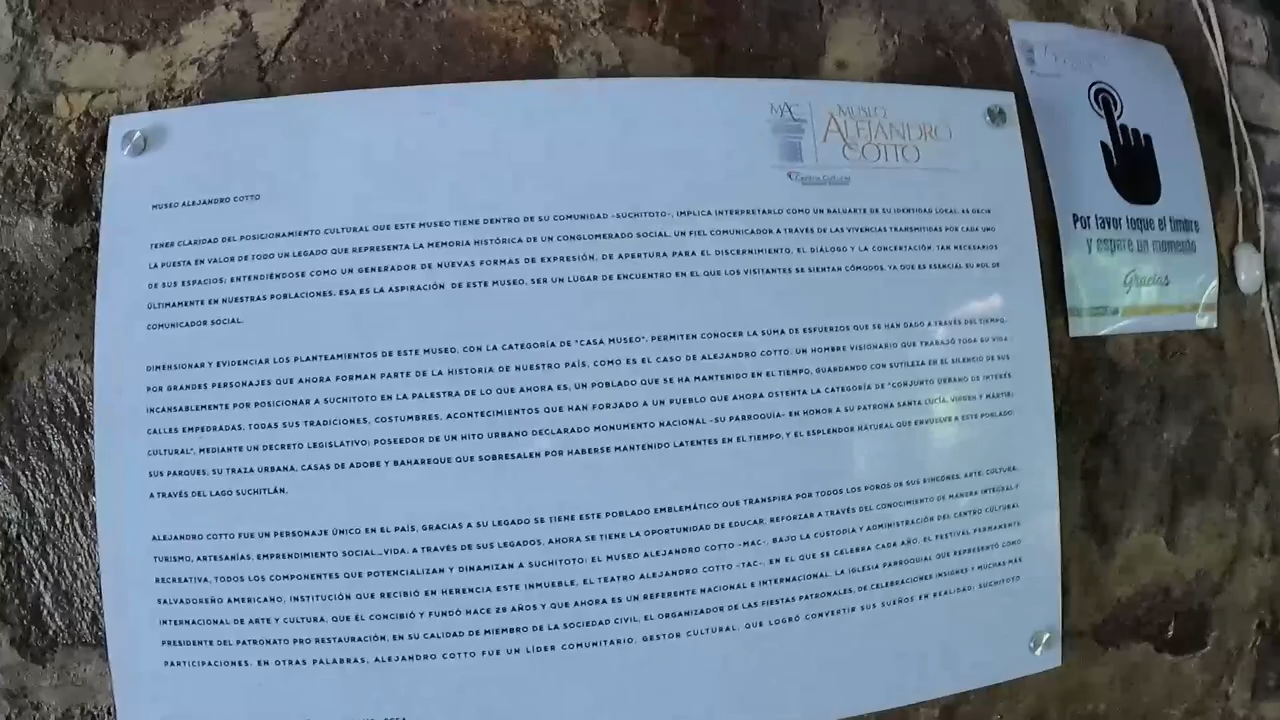 MAC
MUSEO
ALEJANDRO
COTTO
MUSEO ALEJANDRO COTTO
TENER CLARIDAD DEL POSICIONAMIENTO CULTURAL QUE ESTE MUSEO TIENE DENTRO DE SU COMUNIDAD -SUCHITOTO-, IMPLICA INTERPRETARLO COMO UN BALUARTE DE SU IDENTIDAD LOCAL, ES DECIR
LA PUESTA EN VALOR DE TODO UN LEGADO QUE REPRESENTA LA MEMORIA HISTÓRICA DE UN CONGLOMERADO SOCIAL, UN FIEL COMUNICADOR A TRAVÉS DE LAS VIVENCIAS TRANSMITIDAS POR CADA UNO
DE SUS ESPACIOS; ENTENDIÉNDOSE COMO UN GENERADOR DE NUEVAS FORMAS DE EXPRESIÓN, DE APERTURA PARA EL DISCERNIMIENTO, EL DIÁLOGO Y LA CONCERTACIÓN, TAN NECESARIOS
ÚLTIMAMENTE EN NUESTRAS POBLACIONES. ESA ES LA ASPIRACIÓN DE ESTE MUSEO, SER UN LUGAR DE ENCUENTRO EN EL QUE LOS VISITANTES SE SIENTAN CÓMODOS, YA QUE ES ESENCIAL SU ROL DE
COMUNICADOR SOCIAL.
DIMENSIONAR Y EVIDENCIAR LOS PLANTEAMIENTOS DE ESTE MUSEO, CON LA CATEGORÍA DE "CASA MUSEO", PERMITEN CONOCER LA SUMA DE ESFUERZOS QUE SE HAN DADO A TRAVÉS DEL TIEMPO,
POR GRANDES PERSONAJES QUE AHORA FORMAN PARTE DE LA HISTORIA DE NUESTRO PAÍS, COMO ES EL CASO DE ALEJANDRO COTTO, UN HOMBRE VISIONARIO QUE TRABAJÓ TODA SU VIDA
INCANSABLEMENTE POR POSICIONAR A SUCHITOTO EN LA PALESTRA DE LO QUE AHORA ES, UN POBLADO QUE SE HA MANTENIDO EN EL TIEMPO, GUARDANDO CON SUTILEZA EN EL SILENCIO DE SUS
CALLES EMPEDRADAS, TODAS SUS TRADICIONES, COSTUMBRES, ACONTECIMIENTOS QUE HAN FORJADO A UN PUEBLO QUE AHORA OSTENTA LA CATEGORÍA DE "CONJUNTO URBANO DE INTERÉS
CULTURAL", MEDIANTE UN DECRETO LEGISLATIVO; POSEEDOR DE UN HITO URBANO DECLARADO MONUMENTO NACIONAL -SU PARROQUIA- EN HONOR A SU PATRONA SANTA LUCÍA, VIRGEN Y MÁRTIR;
SUS PARQUES, SU TRAZA URBANA, CASAS DE ADOBE Y BAHAREQUE QUE SOBRESALEN POR HABERSE MANTENIDO LATENTES EN EL TIEMPO, Y EL ESPLENDOR NATURAL QUE ENVUELVE A ESTE POBLADO
A TRAVÉS DEL LAGO SUCHITLÁN.
ALEJANDRO COTTO FUE UN PERSONAJE ÚNICO EN EL PAÍS, GRACIAS A SU LEGADO SE TIENE ESTE POBLADO EMBLEMÁTICO QUE TRANSPIRA POR TODOS LOS POROS DE SUS RINCONES, ARTE, CULTURA,
TURISMO, ARTESANÍAS, EMPRENDIMIENTO SOCIAL...VIDA. A TRAVÉS DE SUS LEGADOS, AHORA SE TIENE LA OPORTUNIDAD DE EDUCAR, REFORZAR A TRAVÉS DEL CONOCIMIENTO DE MANERA INTEGRAL Y
RECREATIVA, TODOS LOS COMPONENTES QUE POTENCIALIZAN Y DINAMIZAN A SUCHITOTO: EL MUSEO ALEJANDRO COTTO -MAC-, BAJO LA CUSTODIA Y ADMINISTRACIÓN DEL CENTRO CULTURAL
SALVADOREÑO AMERICANO, INSTITUCIÓN QUE RECIBIÓ EN HERENCIA ESTE INMUEBLE, EL TEATRO ALEJANDRO COTTO -TAC-, EN EL QUE SE CELEBRA CADA AÑO, EL FESTIVAL PERMANENTE
INTERNACIONAL DE ARTE Y CULTURA, QUE ÉL CONCIBIÓ Y FUNDÓ HACE 29 AÑOS Y QUE AHORA ES UN REFERENTE NACIONAL E INTERNACIONAL. LA IGLESIA PARROQUIAL QUE REPRESENTÓ COMO
PRESIDENTE DEL PATRONATO PRO RESTAURACIÓN, EN SU CALIDAD DE MIEMBRO DE LA SOCIEDAD CIVIL, EL ORGANIZADOR DE LAS FIESTAS PATRONALES, DE CELEBRACIONES INSIGNES Y MUCHAS MÁS
PARTICIPACIONES. EN OTRAS PALABRAS, ALEJANDRO COTTO FUE UN LÍDER COMUNITARIO, GESTOR CULTURAL, QUE LOGRÓ CONVERTIR SUS SUEÑOS EN REALIDAD: SUCHITOTO
Por favor toque el timbre
y espere un momento
Gracias